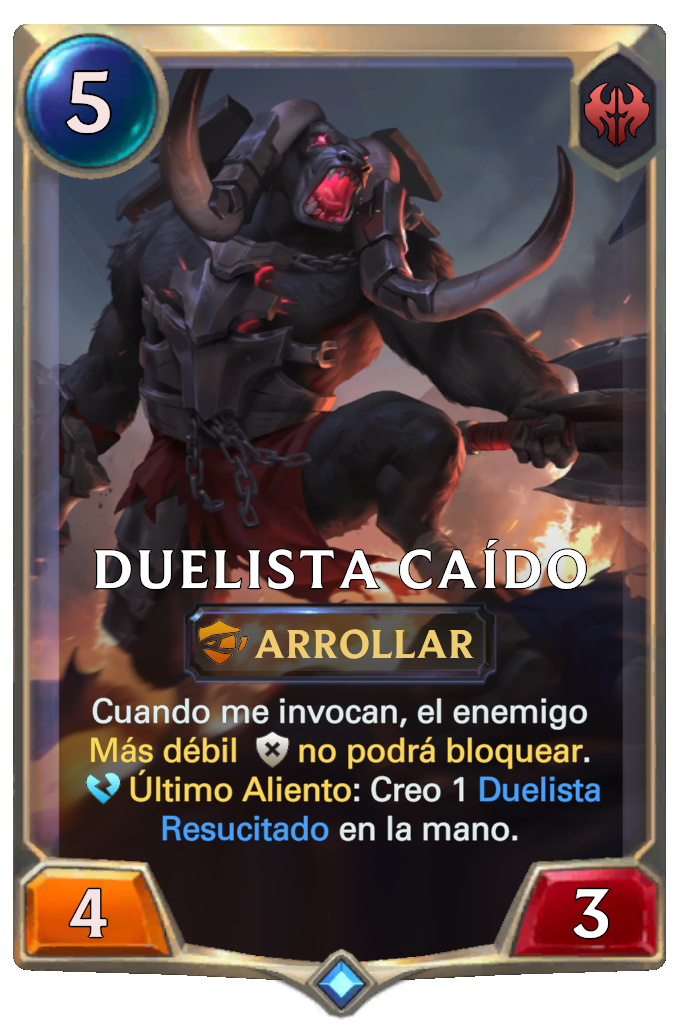 5
DUELISTA CAÍDO
ARROLLAR
Cuando me invocan, el enemigo
Más débil no podrá bloquear.
Último Aliento: Creo 1 Duelista
Resucitado en la mano.
4
3